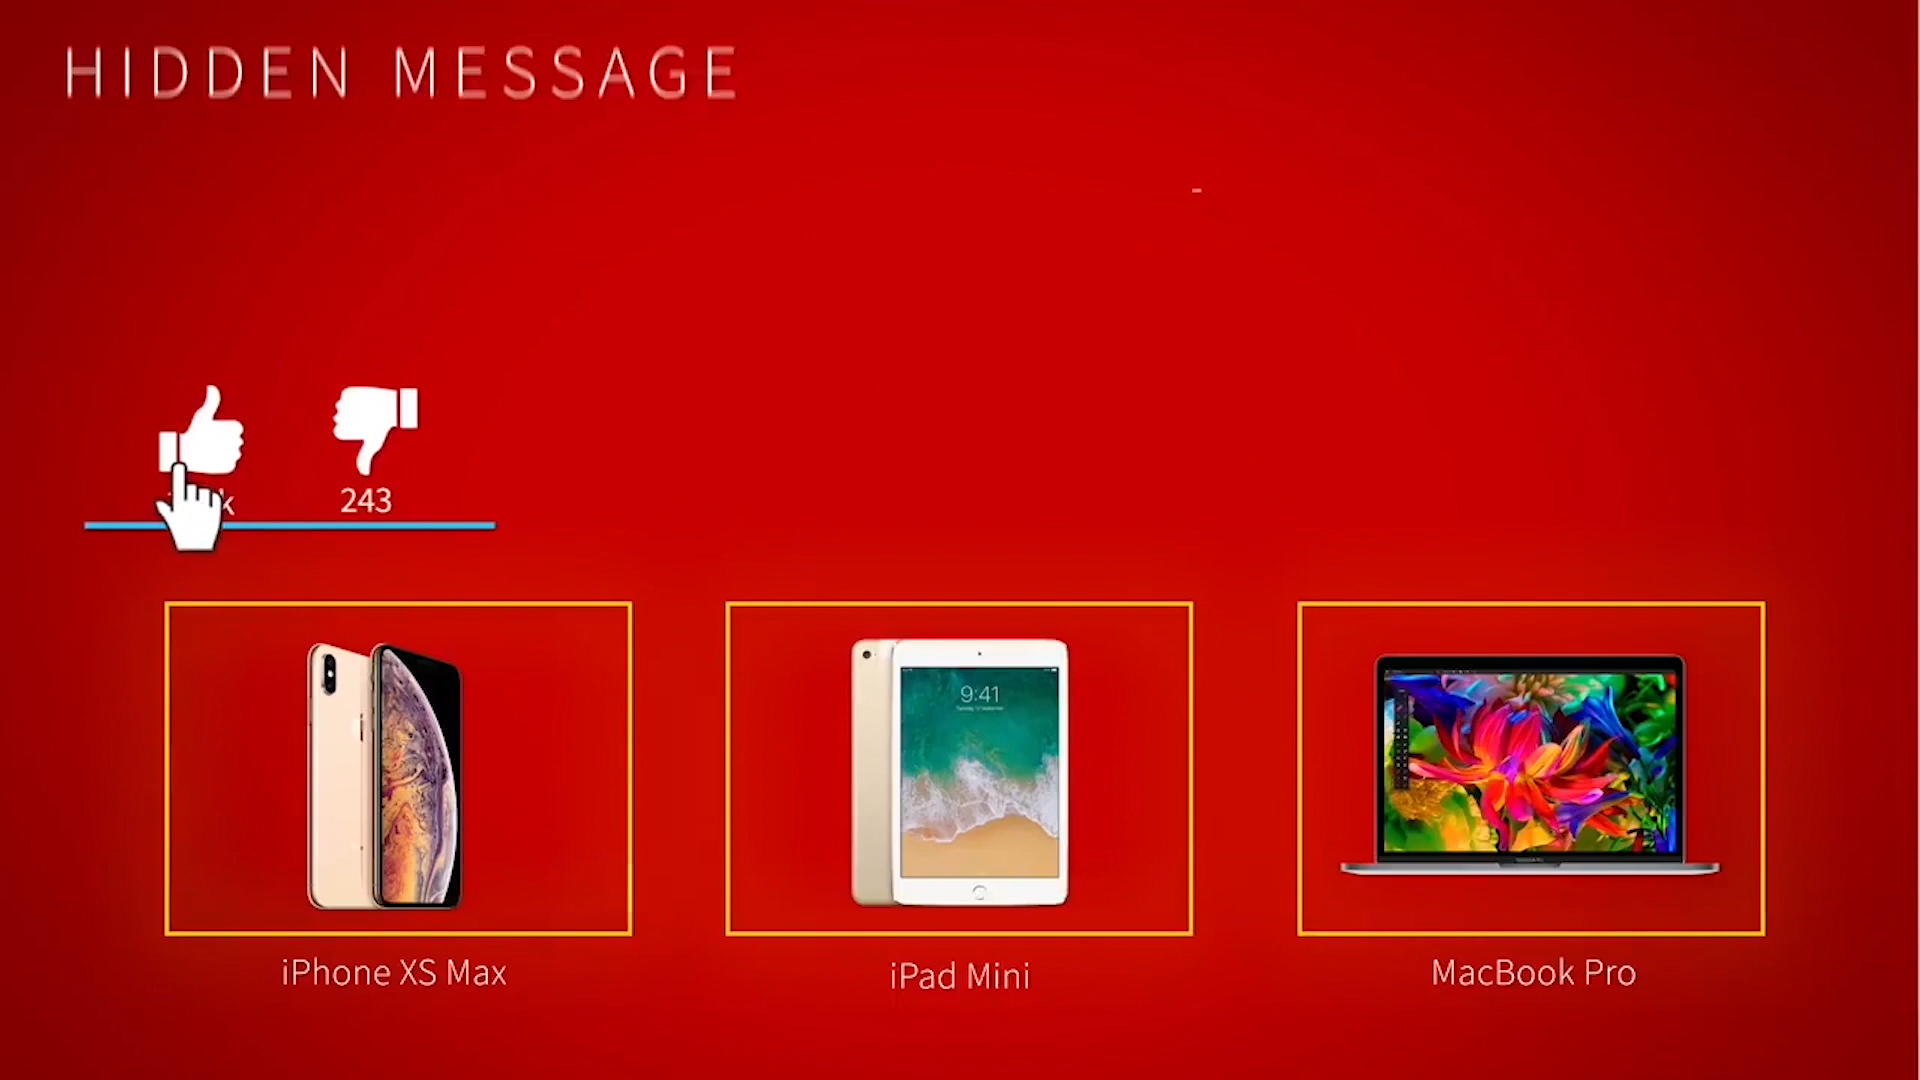 HIDDEN MESSAGE
-
243
9:41
iPhone XS Max
iPad Mini
MacBook Pro